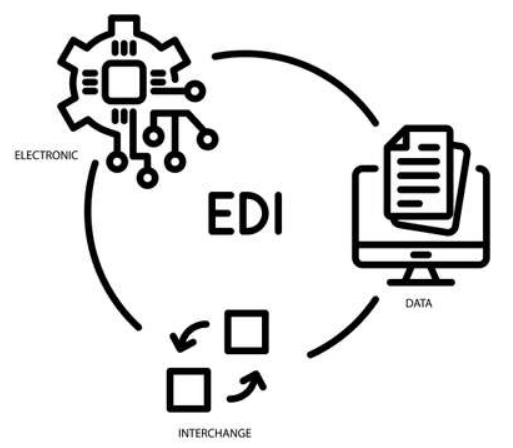 ELECTRONIC
EDI
DATA
INTERCHANGE